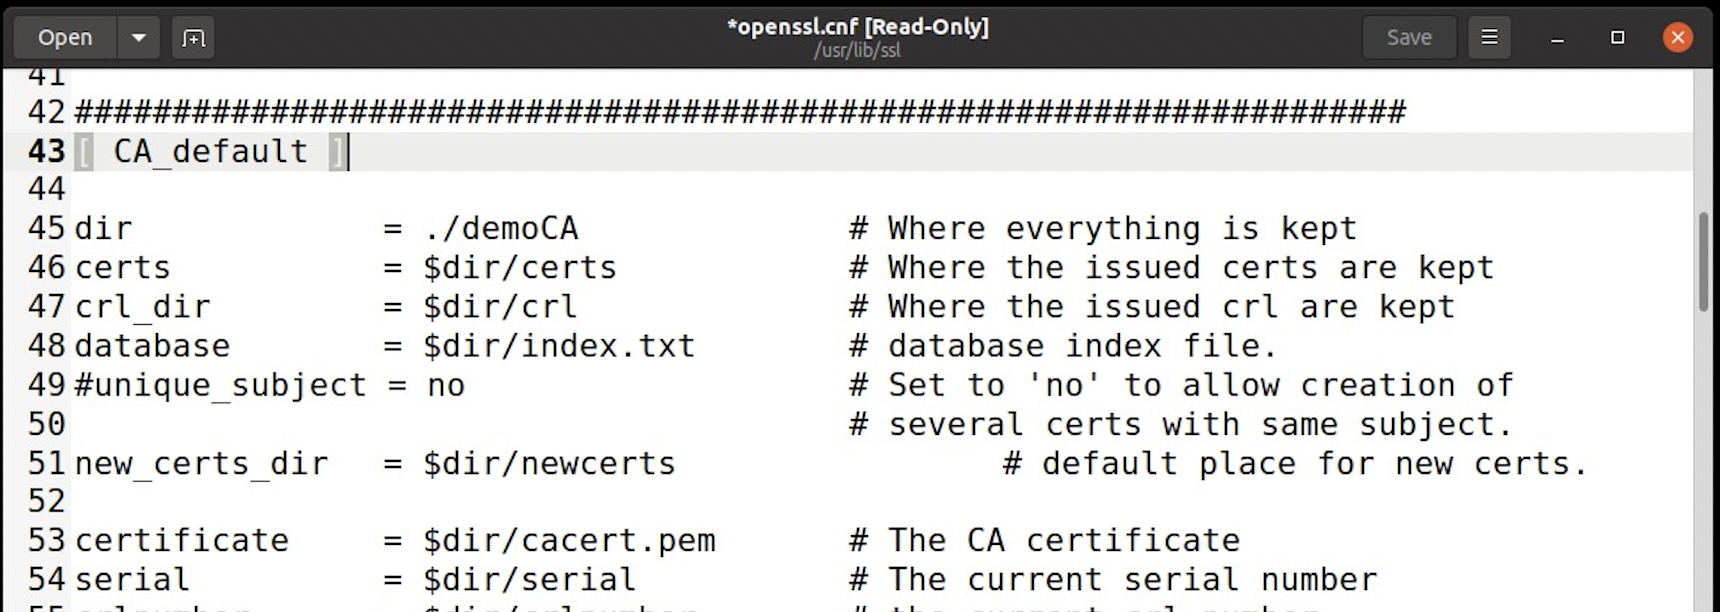 Open
*openssl.cnf [Read-Only]
/usr/lib/ssl
Save
41
42 ####################################################################
43 [ CA_default ]
44
45 dir = ./demoCA # Where everything is kept
46 certs = $dir/certs # Where the issued certs are kept
47 crl_dir = $dir/crl # Where the issued crl are kept
48 database = $dir/index.txt # database index file.
49 #unique_subject = no # Set to 'no' to allow creation of
50 # several certs with same subject.
51 new_certs_dir = $dir/newcerts # default place for new certs.
52
53 certificate = $dir/cacert.pem # The CA certificate
54 serial = $dir/serial # The current serial number